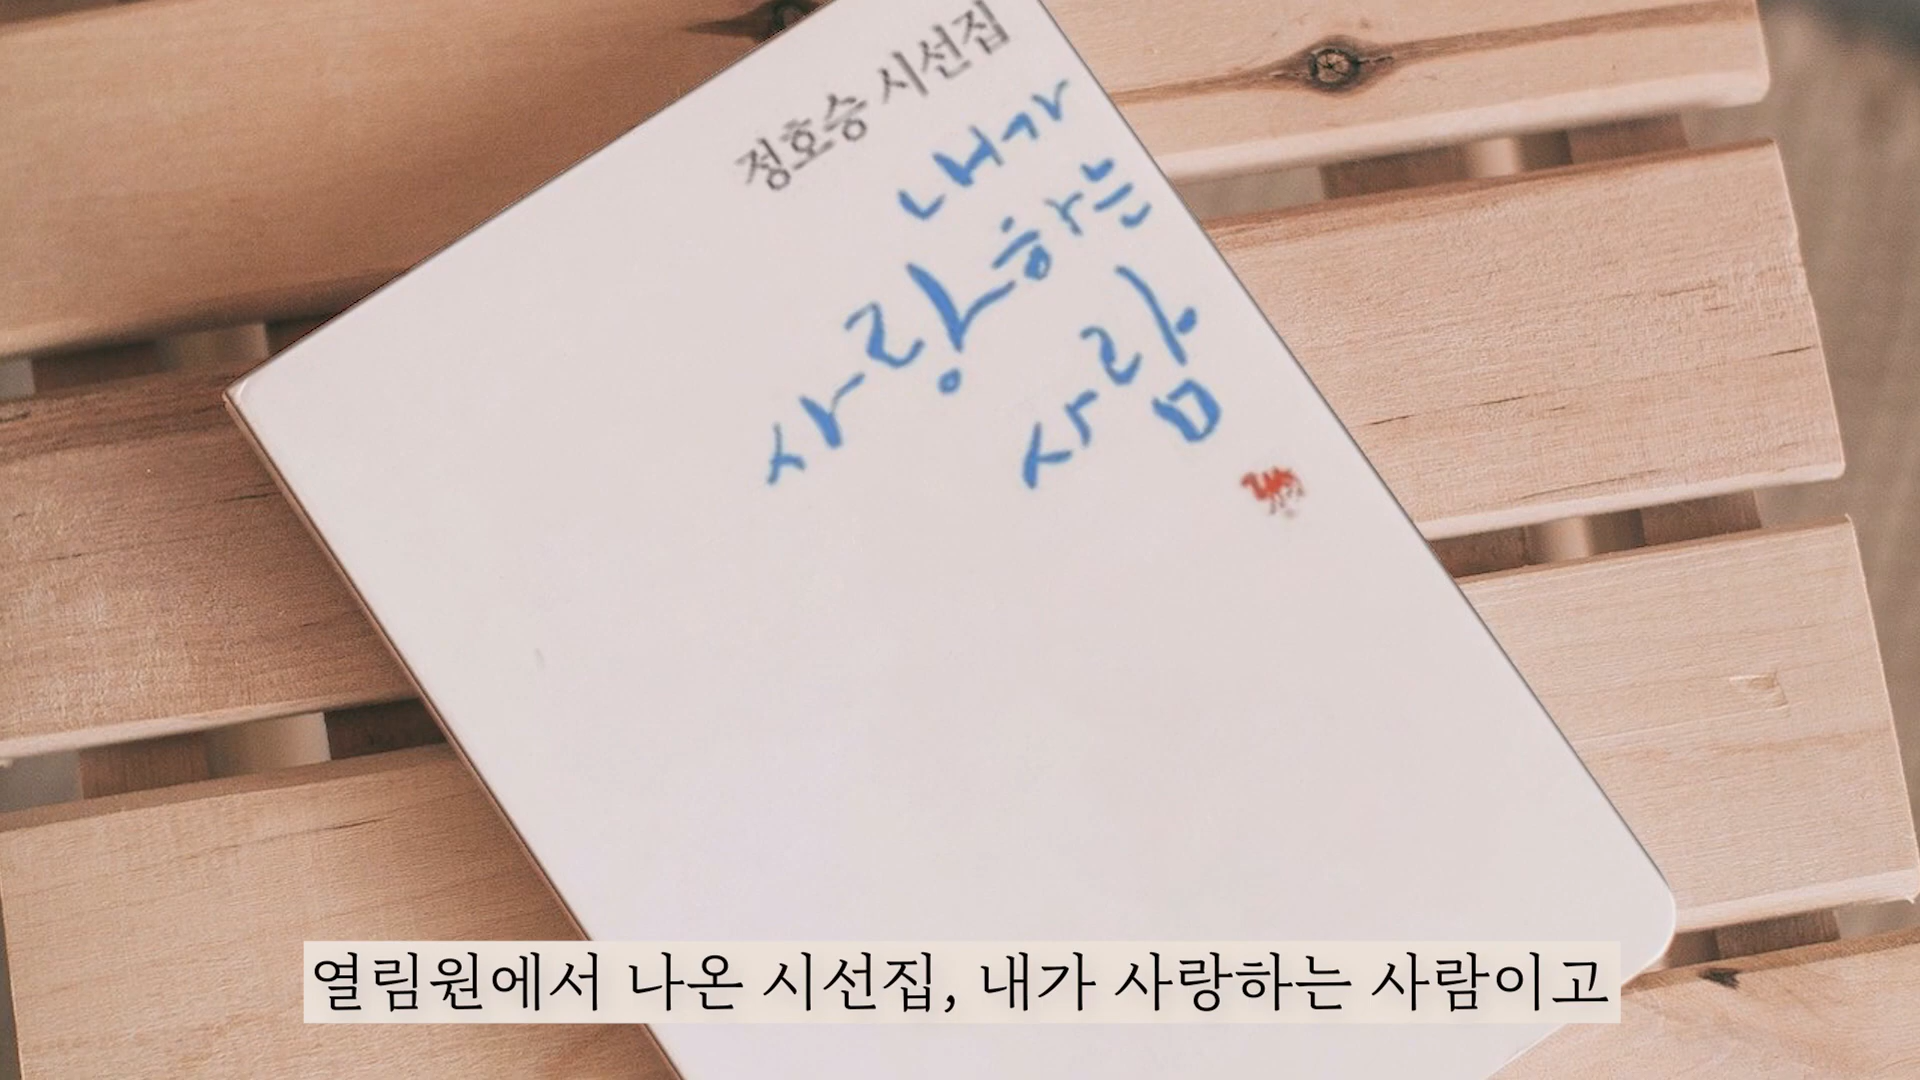 정호승 시선집
내가
사랑하는
사람
열림원에서 나온 시선집, 내가 사랑하는 사람이고